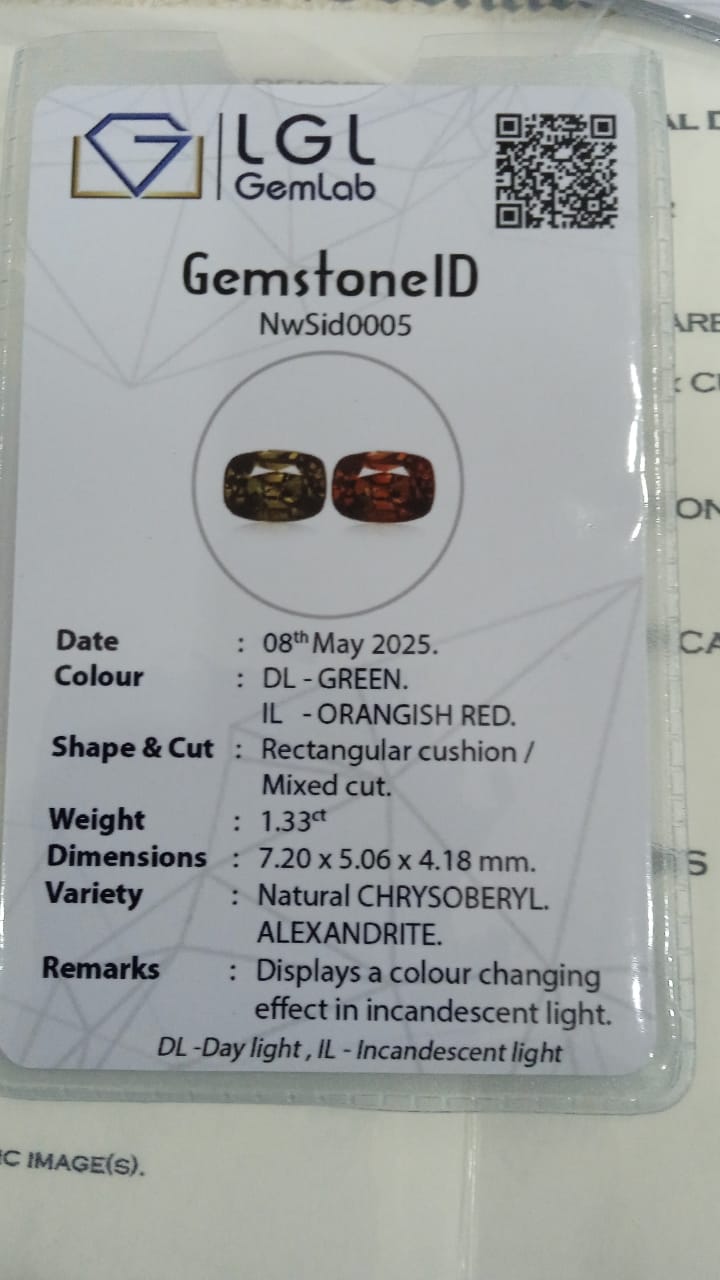 LGL
GemLab
GemstoneID
NwSid0005
Date : 08th May 2025.
Colour : DL - GREEN.
IL - ORANGISH RED.
Shape & Cut : Rectangular cushion /
Mixed cut.
Weight : 1.33ct
Dimensions : 7.20 x 5.06 x 4.18 mm.
Variety : Natural CHRYSOBERYL.
ALEXANDRITE.
Remarks : Displays a colour changing
effect in incandescent light.
DL -Day light , IL - Incandescent light
IMAGE(S).